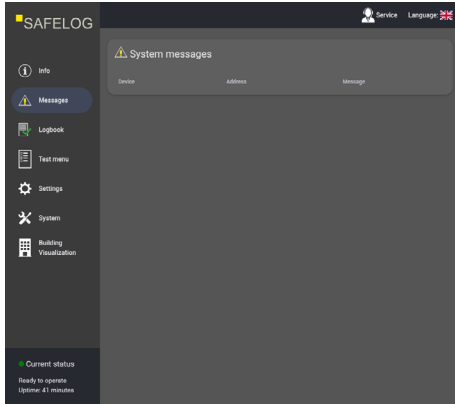 SAFELOG
Service Language:
System messages
Device Address Message
Info
Messages
Logbook
Test menu
Settings
System
Building
Visualization
Current status
Ready to operate
Uptime: 41 minutes